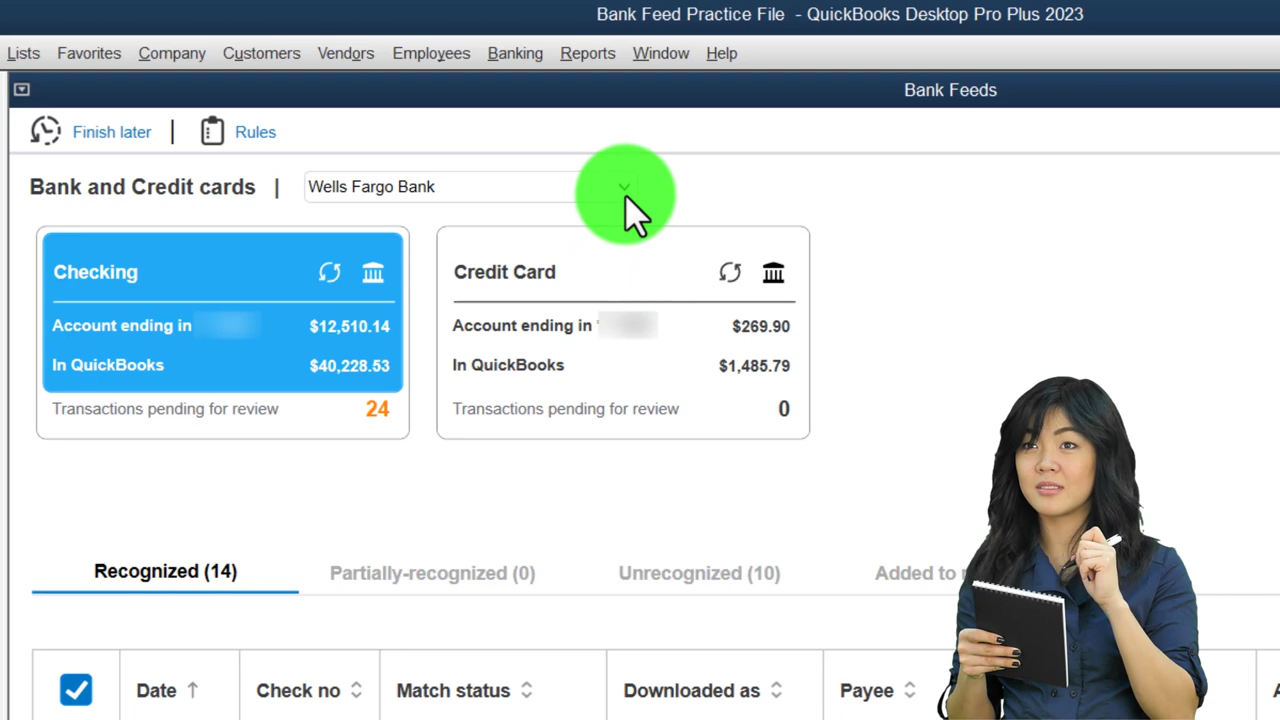 Bank Feed Practice File - QuickBooks Desktop Pro Plus 2023
Lists Favorites Company Customers Vendors Employees Banking Reports Window Help
Bank Feeds
Finish later | Rules
Bank and Credit cards | Wells Fargo Bank
Checking
Account ending in $12,510.14
In QuickBooks $40,228.53
Transactions pending for review 24
Credit Card
Account ending in $269.90
In QuickBooks $1,485.79
Transactions pending for review 0
Recognized (14) Partially-recognized (0) Unrecognized (10) Added to
Date Check no Match status Downloaded as Payee